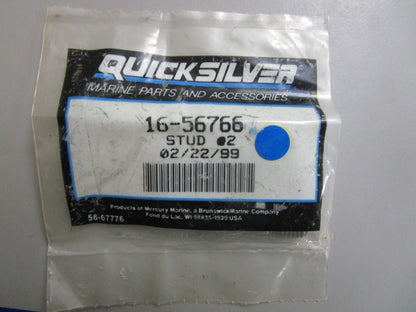 QUICKSILVER
MARINE PARTS AND ACCESSORIES
16-56766
STUD @2
02/22/99
Products of Mercury Marine, a Brunswick Marine Company
Fond du Lac, WI 54935-1939 USA
56-67776